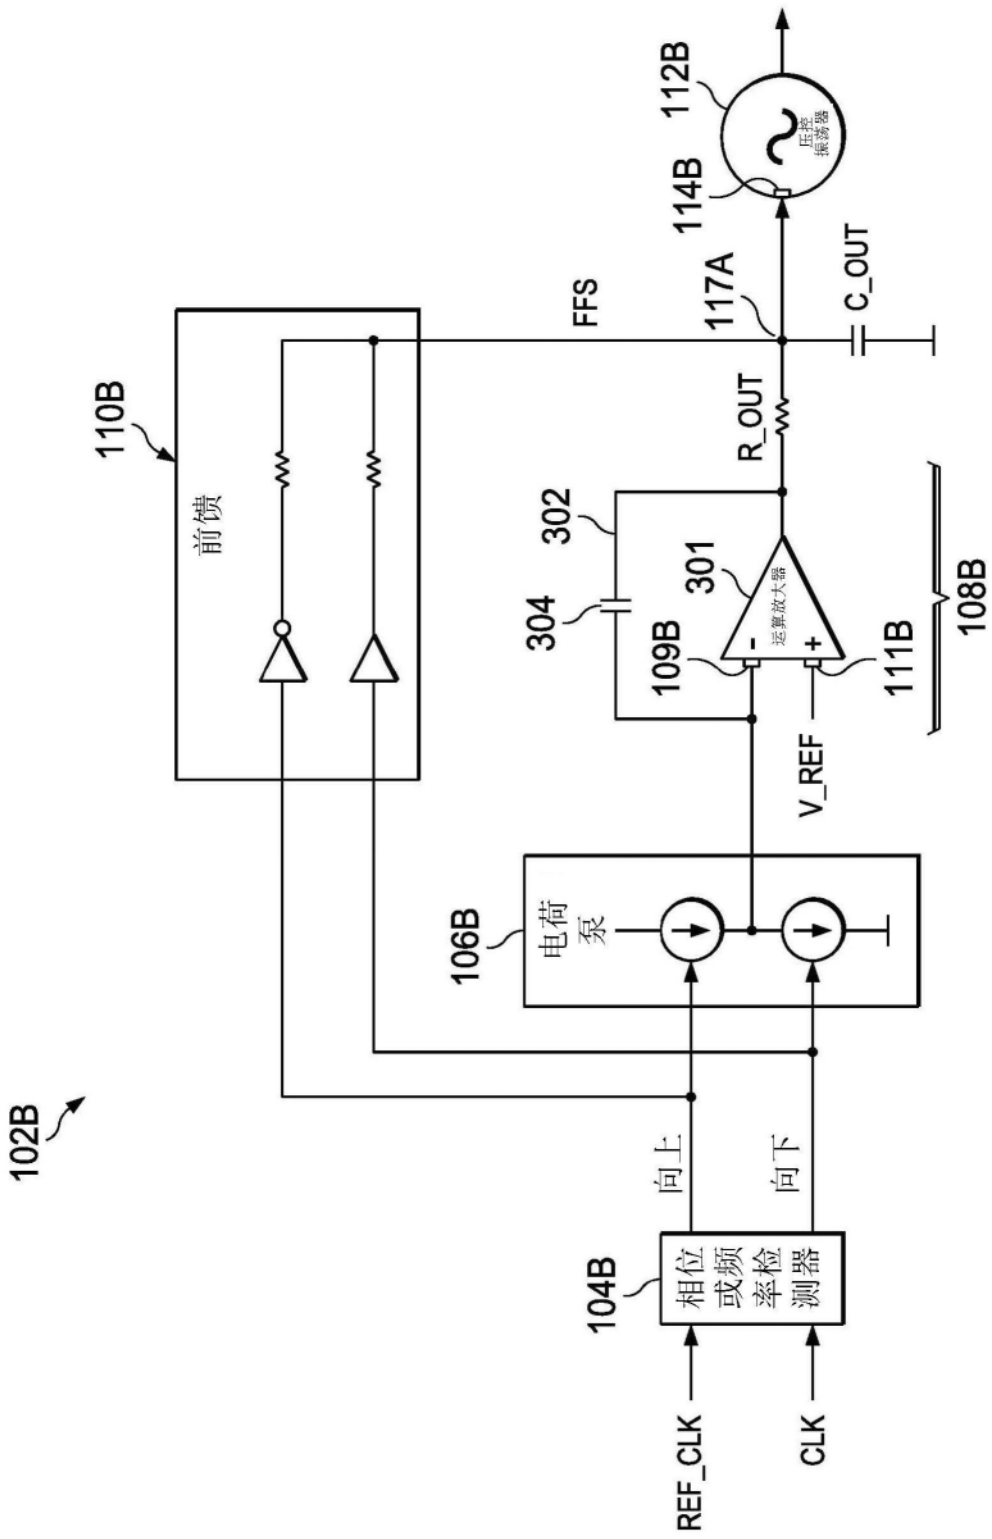 102B
110B
前馈
FFS
112B
压控
振荡器
114B
117A
C_OUT
R_OUT
302
304
301
运算放大器
-
+
109B
111B
V_REF
108B
106B
电荷
泵
向上
向下
104B
相位
或频
率检
测器
REF_CLK
CLK